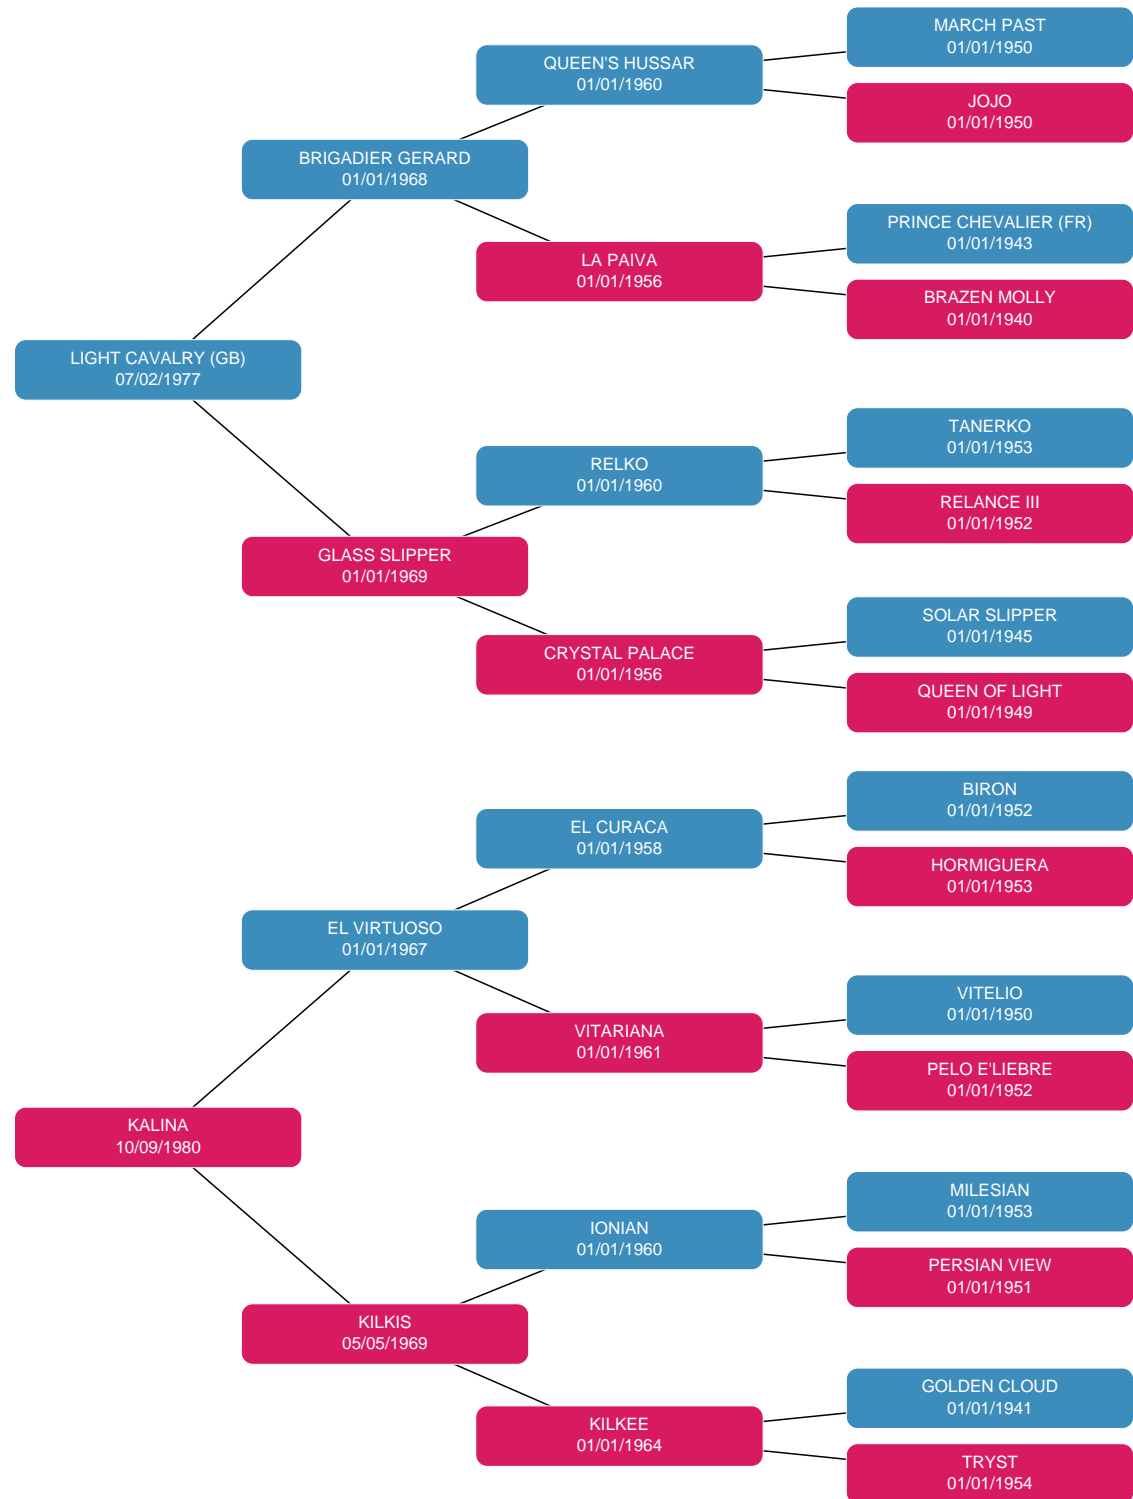 MARCH PAST
01/01/1950
QUEEN'S HUSSAR
01/01/1960
JOJO
01/01/1950
BRIGADIER GERARD
01/01/1968
PRINCE CHEVALIER (FR)
01/01/1943
LA PAIVA
01/01/1956
BRAZEN MOLLY
01/01/1940
LIGHT CAVALRY (GB)
07/02/1977
TANERKO
01/01/1953
RELKO
01/01/1960
RELANCE III
01/01/1952
GLASS SLIPPER
01/01/1969
SOLAR SLIPPER
01/01/1945
CRYSTAL PALACE
01/01/1956
QUEEN OF LIGHT
01/01/1949
BIRON
01/01/1952
EL CURACA
01/01/1958
HORMIGUERA
01/01/1953
EL VIRTUOSO
01/01/1967
VITELIO
01/01/1950
VITARIANA
01/01/1961
PELO E'LIEBRE
01/01/1952
KALINA
10/09/1980
MILESIAN
01/01/1953
IONIAN
01/01/1960
PERSIAN VIEW
01/01/1951
KILKIS
05/05/1969
GOLDEN CLOUD
01/01/1941
KILKEE
01/01/1964
TRYST
01/01/1954